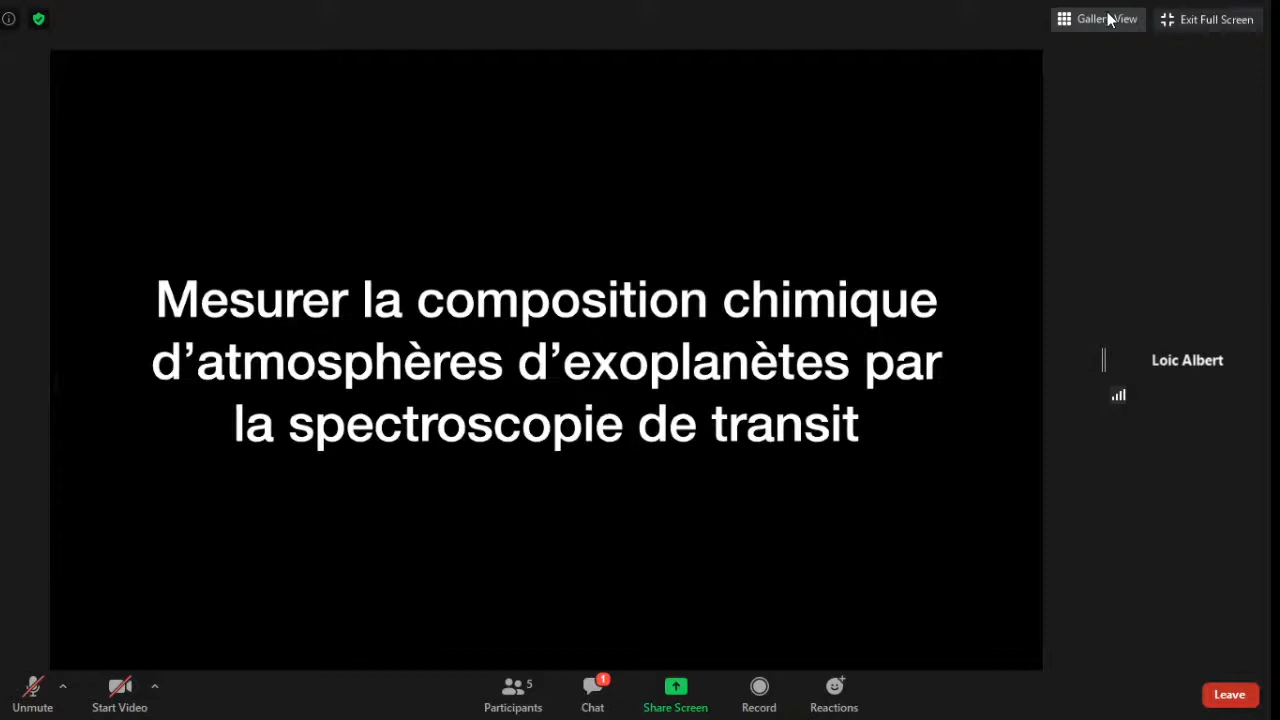 Gallery View
Exit Full Screen
Mesurer la composition chimique
d’atmosphères d’exoplanètes par
la spectroscopie de transit
Loic Albert
Unmute
Start Video
5
Participants
1
Chat
Share Screen
Record
Reactions
Leave